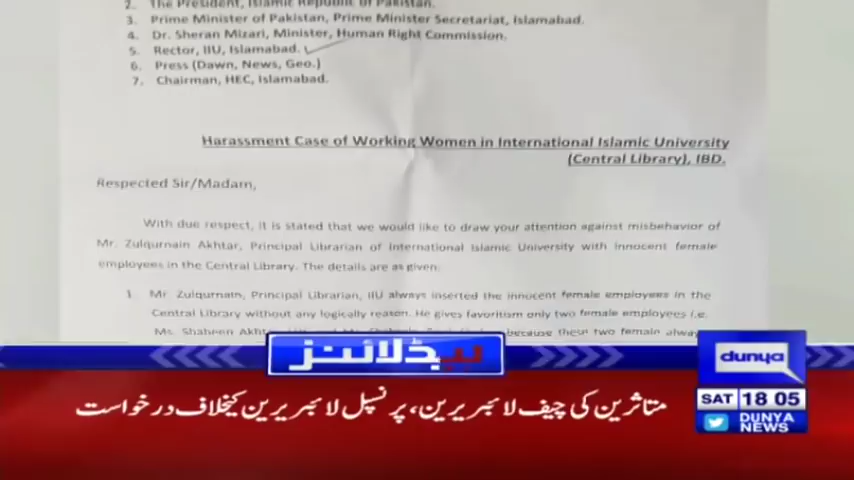 2. The President, Islamic Republic of Pakistan.
3. Prime Minister of Pakistan, Prime Minister Secretariat, Islamabad.
4. Dr. Sheran Mizari, Minister, Human Right Commission.
5. Rector, IIU, Islamabad.
6. Press (Dawn, News, Geo.)
7. Chairman, HEC, Islamabad.
Harassment Case of Working Women in International Islamic University
(Central Library), IBD.
Respected Sir/Madam,
With due respect, it is stated that we would like to draw your attention against misbehavior of
Mr. Zulqurnain Akhtar, Principal Librarian of International Islamic University with innocent female
employees in the Central Library. The details are as given:
1. Mr. Zulqurnain, Principal Librarian, IIU always inserted the innocent female employees in the
Central Library without any logically reason. He gives favoritism only two female employees i.e.
Ms. Shaheen because these two female always
ہیڈلائنز
dunya
متاثرین کی چیف لائبریرین، پرنسپل لائبریرین کیخلاف درخواست
SAT 18 05
DUNYA
NEWS